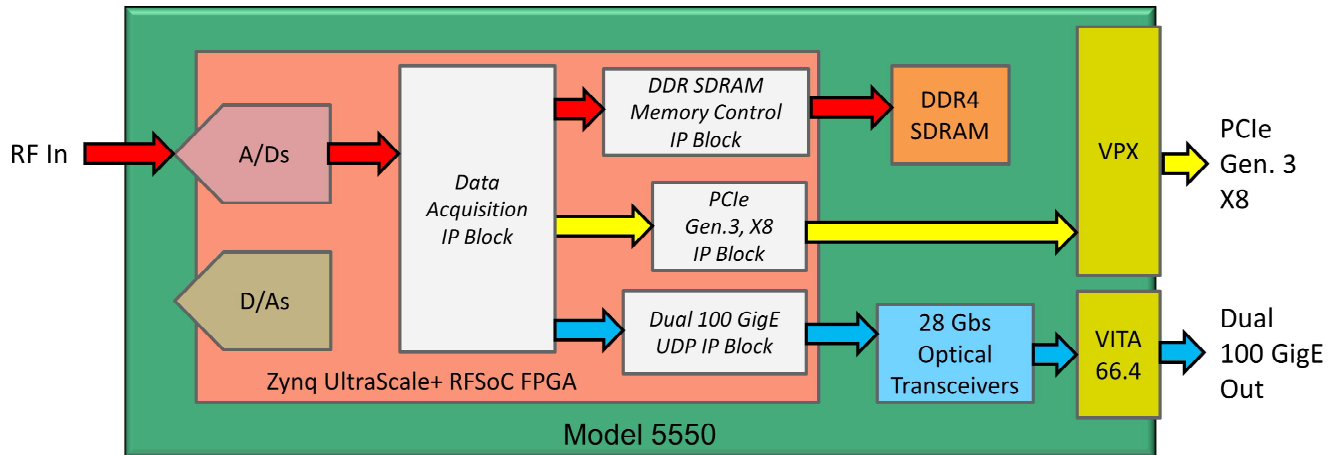 RF In
A/Ds
D/As
Data
Acquisition
IP Block
DDR SDRAM
Memory Control
IP Block
PCIe
Gen.3, X8
IP Block
Dual 100 GigE
UDP IP Block
Zynq UltraScale+ RFSoC FPGA
DDR4
SDRAM
28 Gbs
Optical
Transceivers
VPX
VITA
66.4
PCIe
Gen. 3
X8
Dual
100 GigE
Out
Model 5550